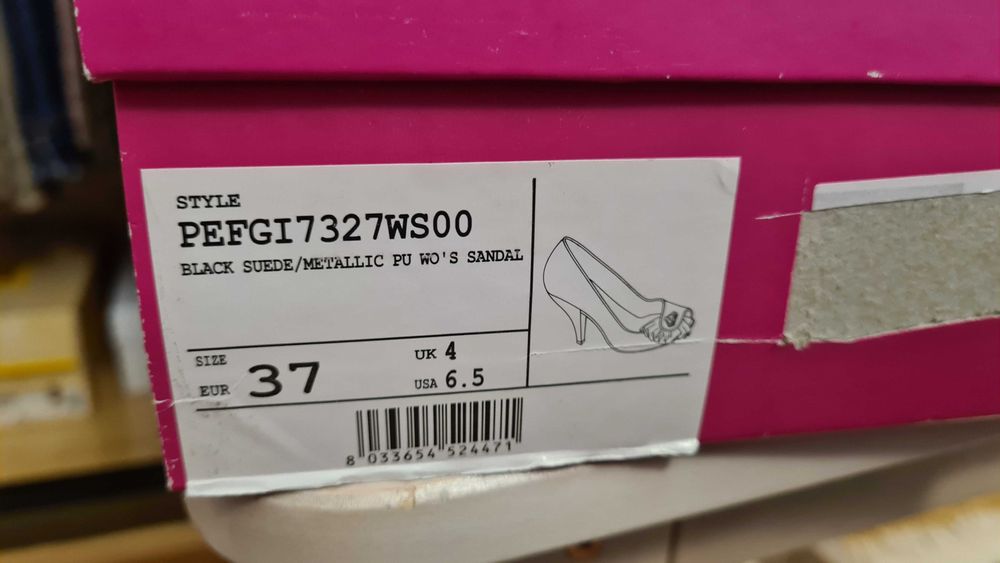 STYLE
PEFGI7327WS00
BLACK SUEDE/METALLIC PU WO'S SANDAL
SIZE
EUR 37
UK 4
USA 6.5
8 033654 524471